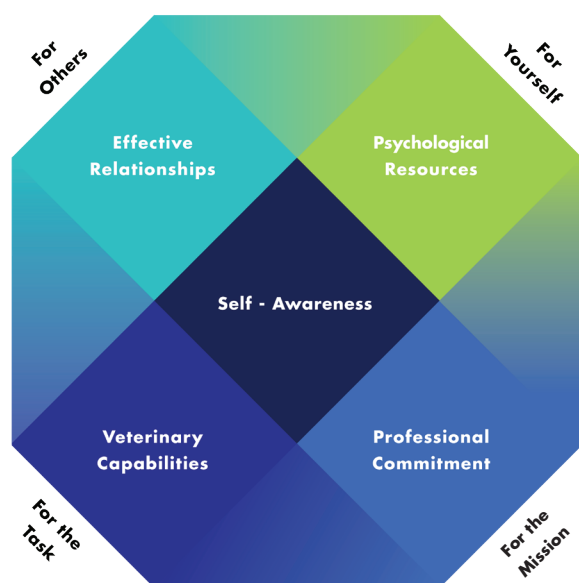 For
Others
For
Yourself
Effective
Relationships
Psychological
Resources
Self - Awareness
Veterinary
Capabilities
Professional
Commitment
For the
Task
For the
Mission